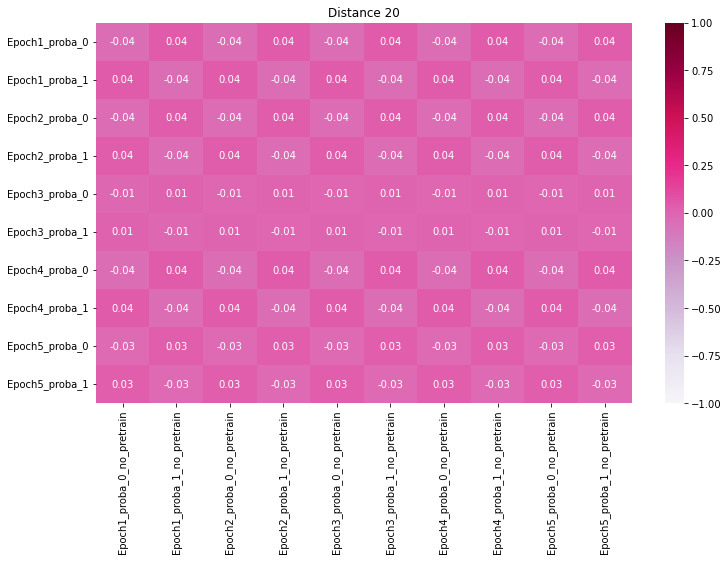 Distance 20
Epoch1_proba_0 -0.04 0.04 -0.04 0.04 -0.04 0.04 -0.04 0.04 -0.04 0.04
Epoch1_proba_1 0.04 -0.04 0.04 -0.04 0.04 -0.04 0.04 -0.04 0.04 -0.04
Epoch2_proba_0 -0.04 0.04 -0.04 0.04 -0.04 0.04 -0.04 0.04 -0.04 0.04
Epoch2_proba_1 0.04 -0.04 0.04 -0.04 0.04 -0.04 0.04 -0.04 0.04 -0.04
Epoch3_proba_0 -0.01 0.01 -0.01 0.01 -0.01 0.01 -0.01 0.01 -0.01 0.01
Epoch3_proba_1 0.01 -0.01 0.01 -0.01 0.01 -0.01 0.01 -0.01 0.01 -0.01
Epoch4_proba_0 -0.04 0.04 -0.04 0.04 -0.04 0.04 -0.04 0.04 -0.04 0.04
Epoch4_proba_1 0.04 -0.04 0.04 -0.04 0.04 -0.04 0.04 -0.04 0.04 -0.04
Epoch5_proba_0 -0.03 0.03 -0.03 0.03 -0.03 0.03 -0.03 0.03 -0.03 0.03
Epoch5_proba_1 0.03 -0.03 0.03 -0.03 0.03 -0.03 0.03 -0.03 0.03 -0.03
Epoch1_proba_0_no_pretrain
Epoch1_proba_1_no_pretrain
Epoch2_proba_0_no_pretrain
Epoch2_proba_1_no_pretrain
Epoch3_proba_0_no_pretrain
Epoch3_proba_1_no_pretrain
Epoch4_proba_0_no_pretrain
Epoch4_proba_1_no_pretrain
Epoch5_proba_0_no_pretrain
Epoch5_proba_1_no_pretrain
1.00
0.75
0.50
0.25
0.00
−0.25
−0.50
−0.75
−1.00